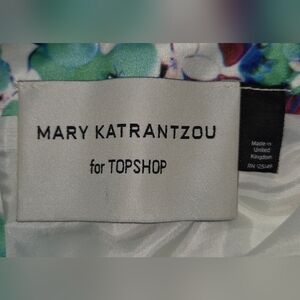 MARY KATRANTZOU
for TOPSHOP
Made in
United
Kingdom